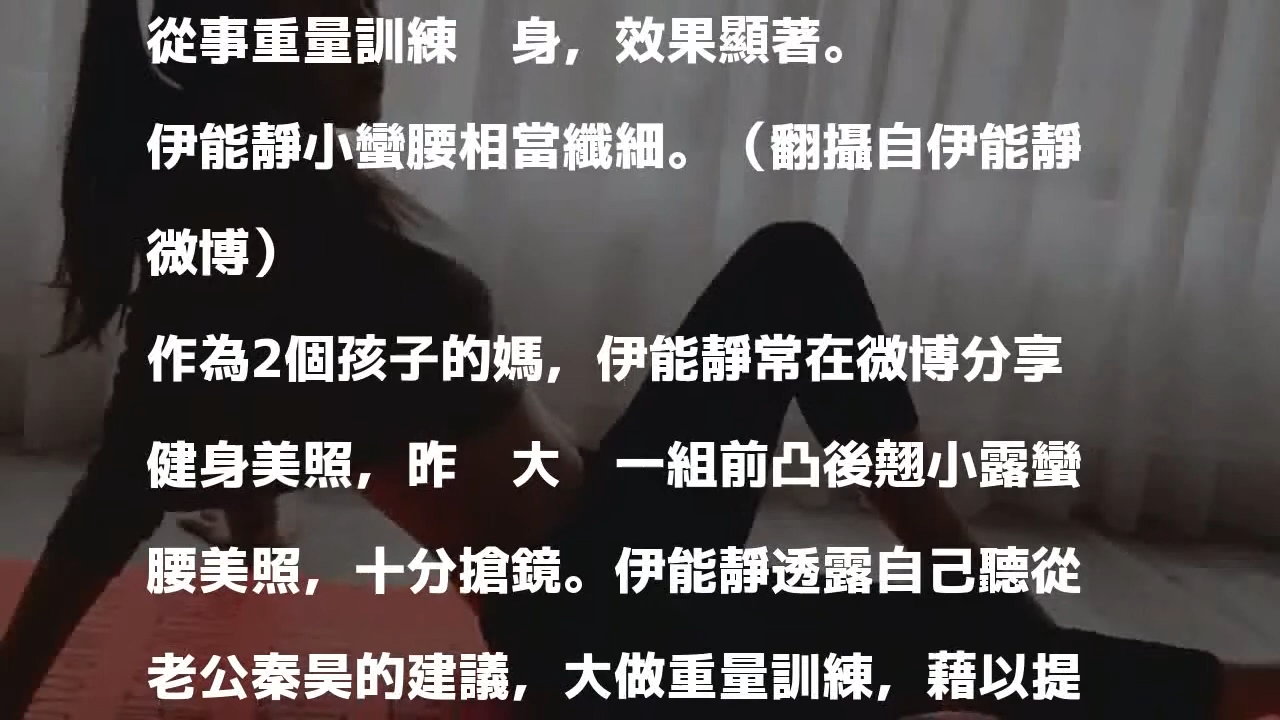 從事重量訓練　身，效果顯著。
伊能靜小蠻腰相當纖細。（翻攝自伊能靜
微博）
作為2個孩子的媽，伊能靜常在微博分享
健身美照，昨　大　一組前凸後翹小露蠻
腰美照，十分搶鏡。伊能靜透露自己聽從
老公秦昊的建議，大做重量訓練，藉以提